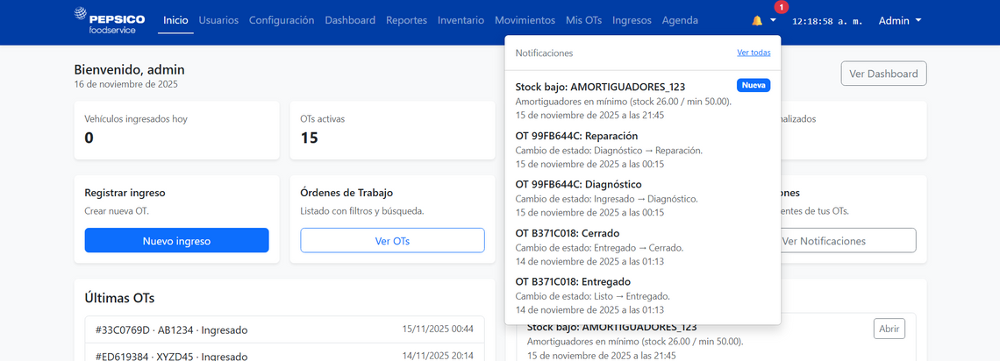 PEPSICO
foodservice
Inicio Usuarios Configuración Dashboard Reportes Inventario Movimientos Mis OTs Ingresos Agenda
1
12:18:58 a. m.
Admin
Bienvenido, admin
16 de noviembre de 2025
Ver Dashboard
Vehículos ingresados hoy
0
OTs activas
15
Notificaciones
Ver todas
Stock bajo: AMORTIGUADORES_123
Nueva
Amortiguadores en mínimo (stock 26.00 / min 50.00).
15 de noviembre de 2025 a las 21:45
OT 99FB644C: Reparación
Cambio de estado: Diagnóstico → Reparación.
15 de noviembre de 2025 a las 00:15
OT 99FB644C: Diagnóstico
Cambio de estado: Ingresado → Diagnóstico.
15 de noviembre de 2025 a las 00:15
OT B371C018: Cerrado
Cambio de estado: Entregado → Cerrado.
14 de noviembre de 2025 a las 01:13
OT B371C018: Entregado
Cambio de estado: Listo → Entregado.
14 de noviembre de 2025 a las 01:13
alizados
Registrar ingreso
Crear nueva OT.
Nuevo ingreso
Órdenes de Trabajo
Listado con filtros y búsqueda.
Ver OTs
nes
entes de tus OTs.
Ver Notificaciones
Últimas OTs
#33C0769D · AB1234 · Ingresado
15/11/2025 00:44
#ED619384 · XYZD45 · Ingresado
14/11/2025 20:14
Stock bajo: AMORTIGUADORES_123
Abrir
Amortiguadores en mínimo (stock 26.00 / min 50.00).
15 de noviembre de 2025 a las 21:45